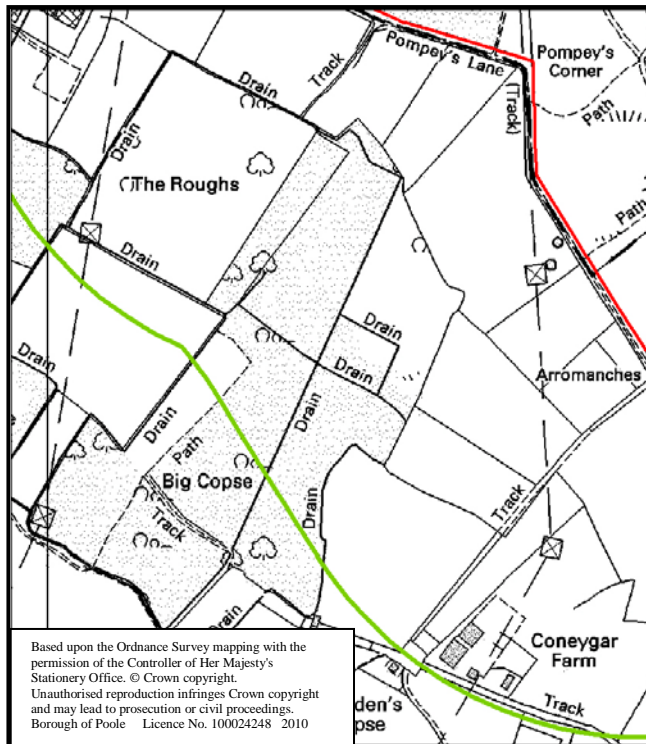 Pompey's Lane
Pompey's
Corner
Track
Drain
(Track)
Path
Drain
The Roughs
Path
Drain
Drain
Drain
Drain
Arromanches
Drain
Drain
Path
Big Copse
Drain
Track
Track
Drain
Coneygar
Farm
Track
den's
pse
Based upon the Ordnance Survey mapping with the
permission of the Controller of Her Majesty's
Stationery Office. © Crown copyright.
Unauthorised reproduction infringes Crown copyright
and may lead to prosecution or civil proceedings.
Borough of Poole Licence No. 100024248 2010